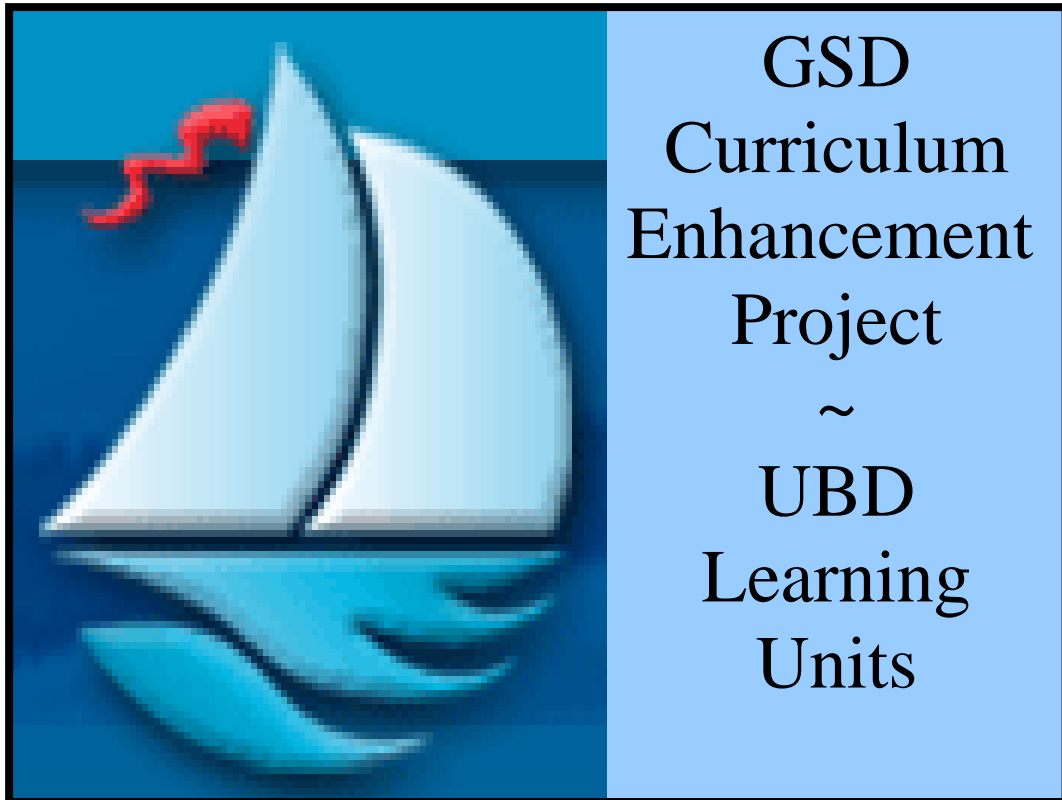 GSD
Curriculum
Enhancement
Project
~
UBD
Learning
Units